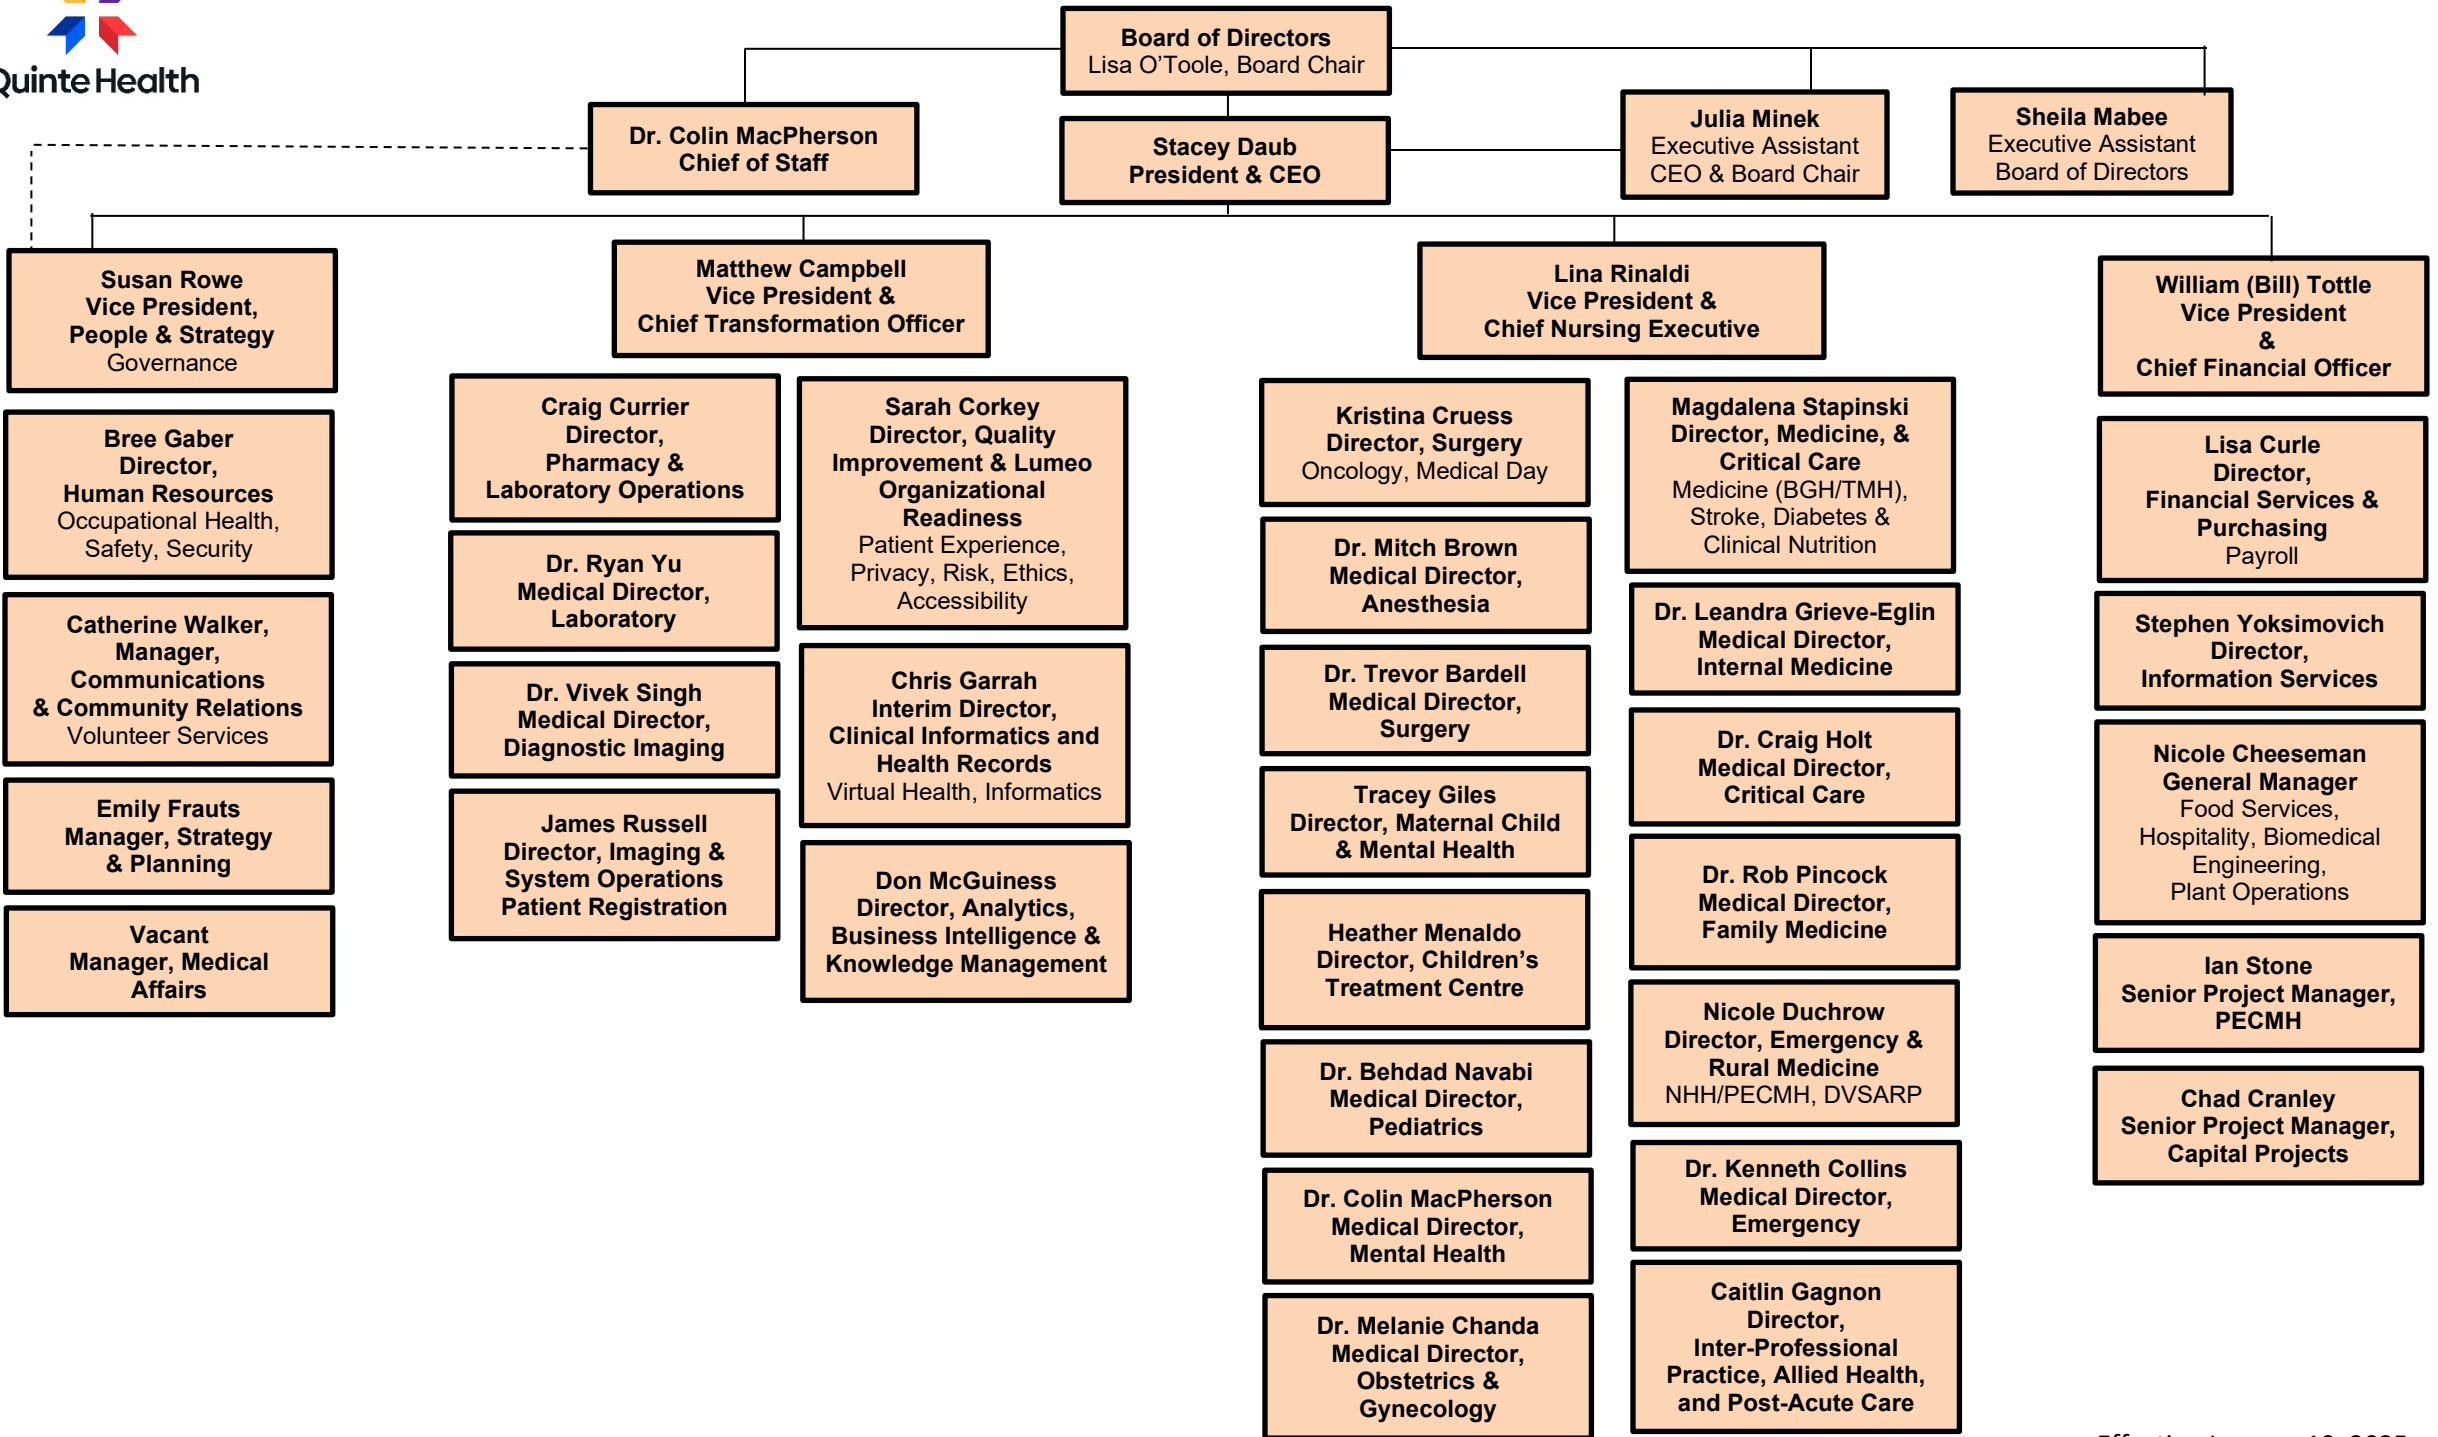 Quinte Health
Board of Directors
Lisa O'Toole, Board Chair
Dr. Colin MacPherson
Chief of Staff
Stacey Daub
President & CEO
Julia Minek
Executive Assistant
CEO & Board Chair
Sheila Mabee
Executive Assistant
Board of Directors
Susan Rowe
Vice President,
People & Strategy
Governance
Bree Gaber
Director,
Human Resources
Occupational Health,
Safety, Security
Catherine Walker,
Manager,
Communications
& Community Relations
Volunteer Services
Emily Frauts
Manager, Strategy
& Planning
Vacant
Manager, Medical
Affairs
Matthew Campbell
Vice President &
Chief Transformation Officer
Craig Currier
Director,
Pharmacy &
Laboratory Operations
Dr. Ryan Yu
Medical Director,
Laboratory
Dr. Vivek Singh
Medical Director,
Diagnostic Imaging
James Russell
Director, Imaging &
System Operations
Patient Registration
Sarah Corkey
Director, Quality
Improvement & Lumeo
Organizational
Readiness
Patient Experience,
Privacy, Risk, Ethics,
Accessibility
Chris Garrah
Interim Director,
Clinical Informatics and
Health Records
Virtual Health, Informatics
Don McGuiness
Director, Analytics,
Business Intelligence &
Knowledge Management
Lina Rinaldi
Vice President &
Chief Nursing Executive
Kristina Cruess
Director, Surgery
Oncology, Medical Day
Dr. Mitch Brown
Medical Director,
Anesthesia
Dr. Trevor Bardell
Medical Director,
Surgery
Tracey Giles
Director, Maternal Child
& Mental Health
Heather Menaldo
Director, Children's
Treatment Centre
Dr. Behdad Navabi
Medical Director,
Pediatrics
Dr. Colin MacPherson
Medical Director,
Mental Health
Dr. Melanie Chanda
Medical Director,
Obstetrics &
Gynecology
Magdalena Stapinski
Director, Medicine, &
Critical Care
Medicine (BGH/TMH),
Stroke, Diabetes &
Clinical Nutrition
Dr. Leandra Grieve-Eglin
Medical Director,
Internal Medicine
Dr. Craig Holt
Medical Director,
Critical Care
Dr. Rob Pincock
Medical Director,
Family Medicine
Nicole Duchrow
Director, Emergency &
Rural Medicine
NHH/PECMH, DVSARP
Dr. Kenneth Collins
Medical Director,
Emergency
Caitlin Gagnon
Director,
Inter-Professional
Practice, Allied Health,
and Post-Acute Care
William (Bill) Tottle
Vice President
&
Chief Financial Officer
Lisa Curle
Director,
Financial Services &
Purchasing
Payroll
Stephen Yoksimovich
Director,
Information Services
Nicole Cheeseman
General Manager
Food Services,
Hospitality, Biomedical
Engineering,
Plant Operations
Ian Stone
Senior Project Manager,
PECMH
Chad Cranley
Senior Project Manager,
Capital Projects